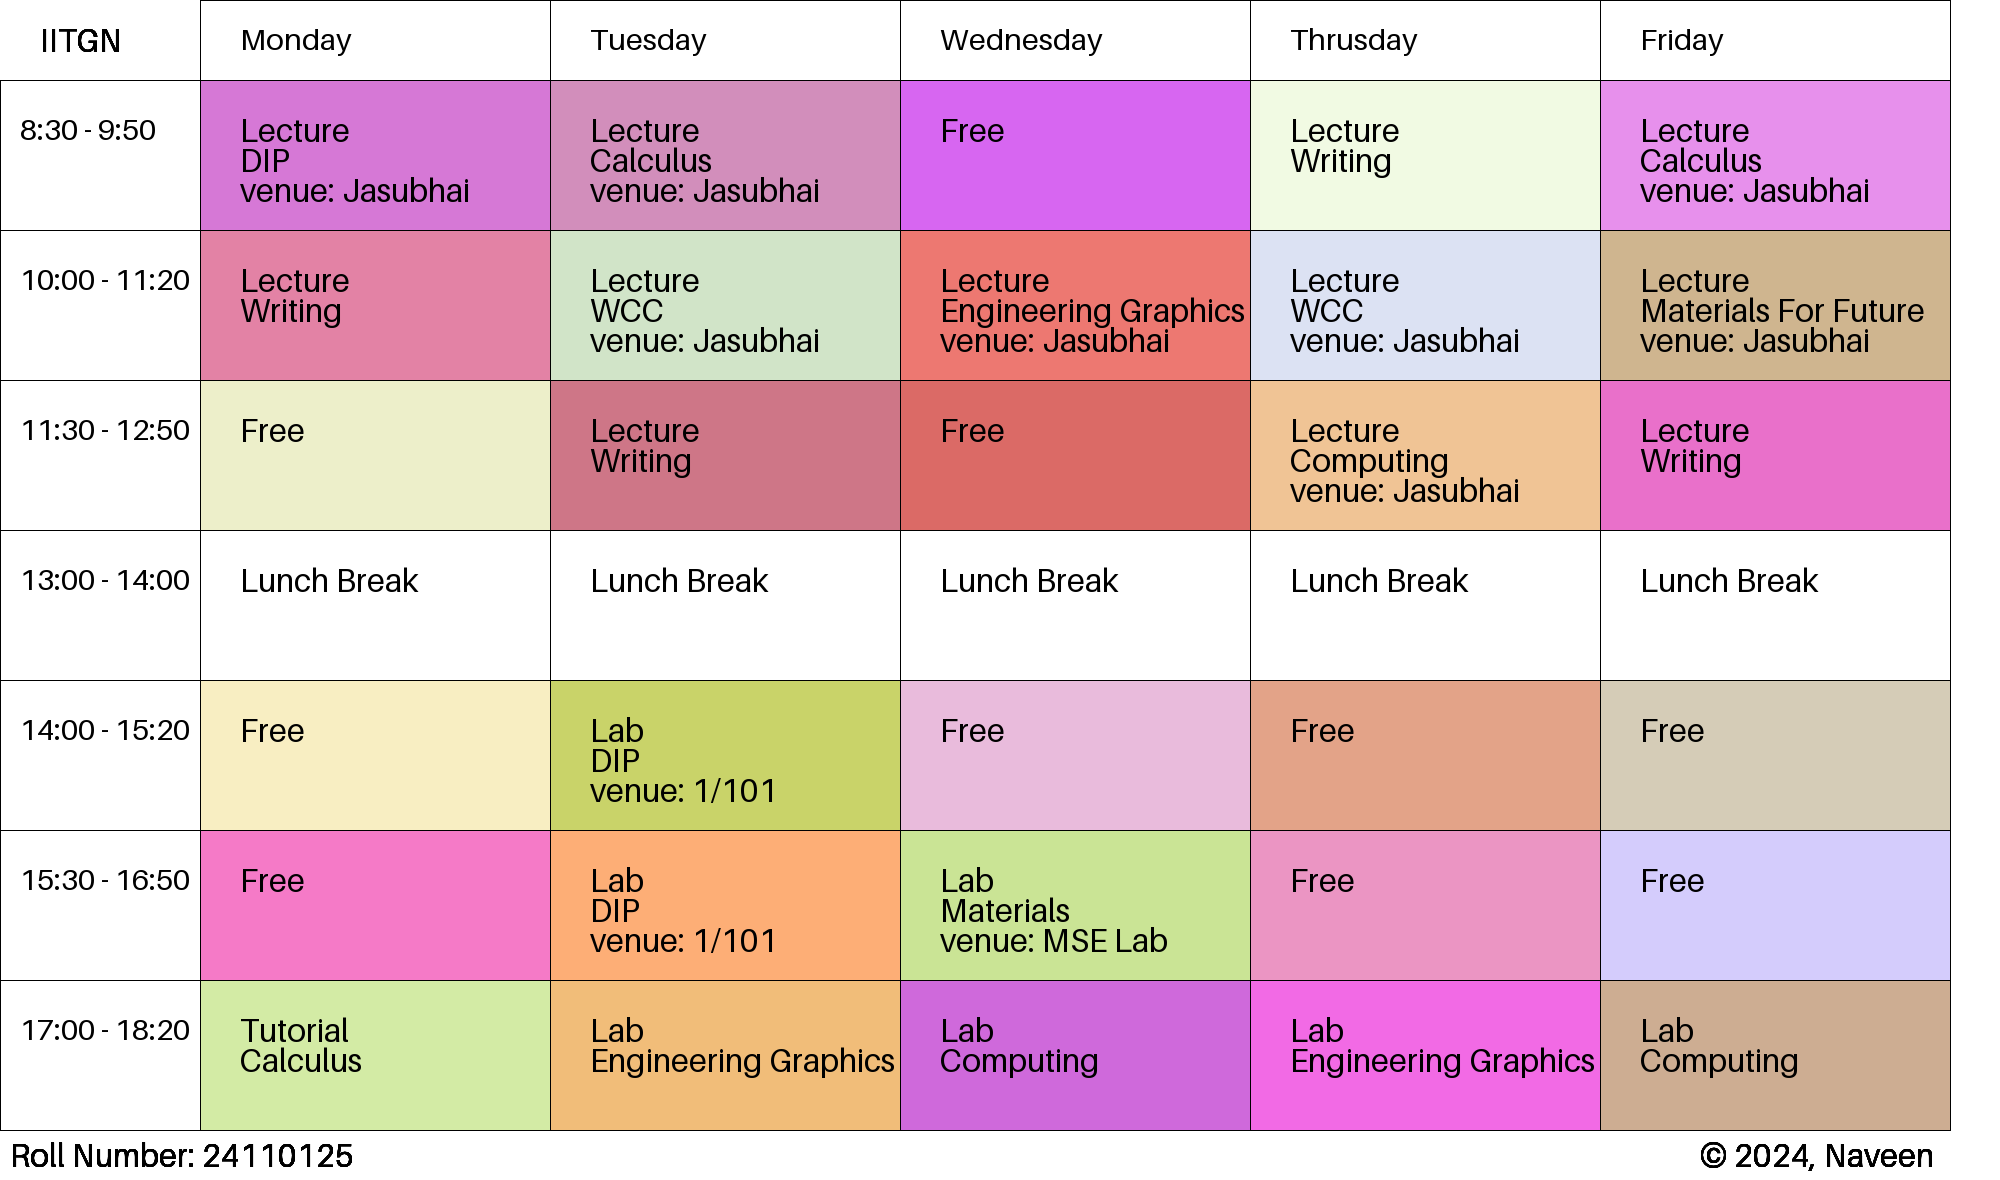 IITGN
Monday
Tuesday
Wednesday
Thrusday
Friday
8:30 - 9:50
Lecture
DIP
venue: Jasubhai
Lecture
Calculus
venue: Jasubhai
Free
Lecture
Writing
Lecture
Calculus
venue: Jasubhai
10:00 - 11:20
Lecture
Writing
Lecture
WCC
venue: Jasubhai
Lecture
Engineering Graphics
venue: Jasubhai
Lecture
WCC
venue: Jasubhai
Lecture
Materials For Future
venue: Jasubhai
11:30 - 12:50
Free
Lecture
Writing
Free
Lecture
Computing
venue: Jasubhai
Lecture
Writing
13:00 - 14:00
Lunch Break
Lunch Break
Lunch Break
Lunch Break
Lunch Break
14:00 - 15:20
Free
Lab
DIP
venue: 1/101
Free
Free
Free
15:30 - 16:50
Free
Lab
DIP
venue: 1/101
Lab
Materials
venue: MSE Lab
Free
Free
17:00 - 18:20
Tutorial
Calculus
Lab
Engineering Graphics
Lab
Computing
Lab
Engineering Graphics
Lab
Computing
Roll Number: 24110125
© 2024, Naveen